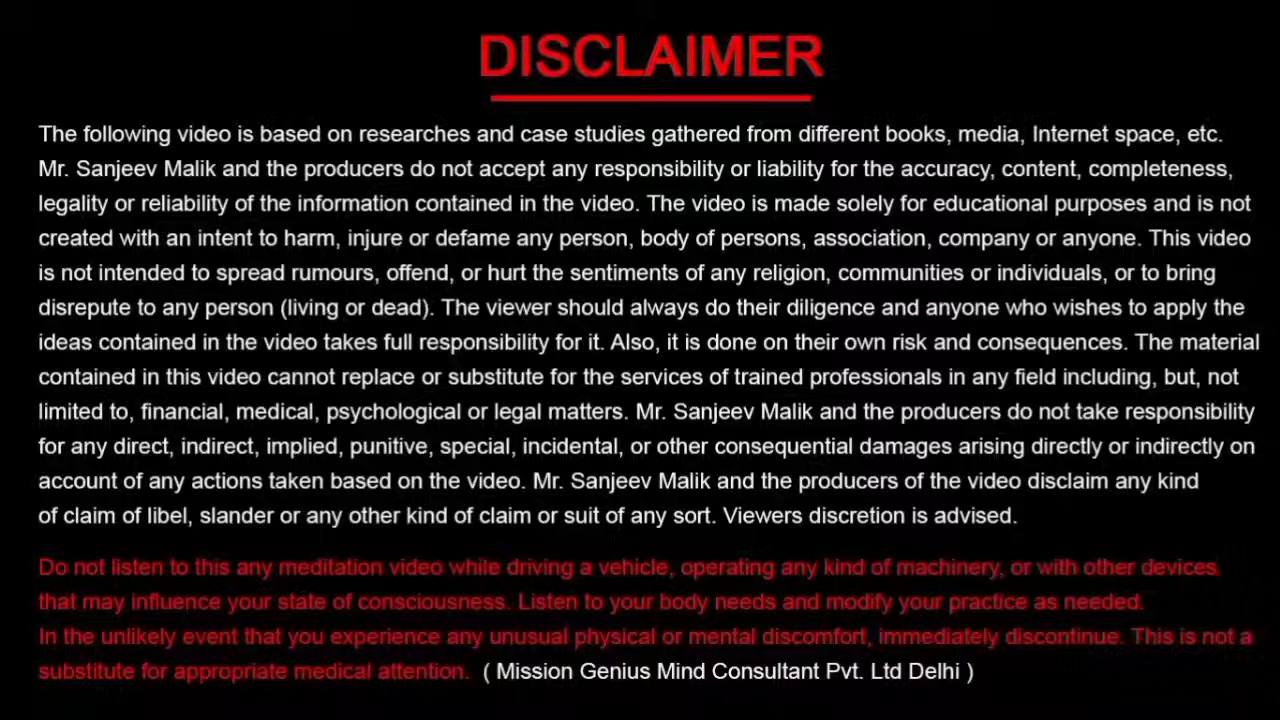 DISCLAIMER
The following video is based on researches and case studies gathered from different books, media, Internet space, etc.
Mr. Sanjeev Malik and the producers do not accept any responsibility or liability for the accuracy, content, completeness,
legality or reliability of the information contained in the video. The video is made solely for educational purposes and is not
created with an intent to harm, injure or defame any person, body of persons, association, company or anyone. This video
is not intended to spread rumours, offend, or hurt the sentiments of any religion, communities or individuals, or to bring
disrepute to any person (living or dead). The viewer should always do their diligence and anyone who wishes to apply the
ideas contained in the video takes full responsibility for it. Also, it is done on their own risk and consequences. The material
contained in this video cannot replace or substitute for the services of trained professionals in any field including, but, not
limited to, financial, medical, psychological or legal matters. Mr. Sanjeev Malik and the producers do not take responsibility
for any direct, indirect, implied, punitive, special, incidental, or other consequential damages arising directly or indirectly on
account of any actions taken based on the video. Mr. Sanjeev Malik and the producers of the video disclaim any kind
of claim of libel, slander or any other kind of claim or suit of any sort. Viewers discretion is advised.
Do not listen to this any meditation video while driving a vehicle, operating any kind of machinery, or with other devices
that may influence your state of consciousness. Listen to your body needs and modify your practice as needed.
In the unlikely event that you experience any unusual physical or mental discomfort, immediately discontinue. This is not a
substitute for appropriate medical attention. ( Mission Genius Mind Consultant Pvt. Ltd Delhi )